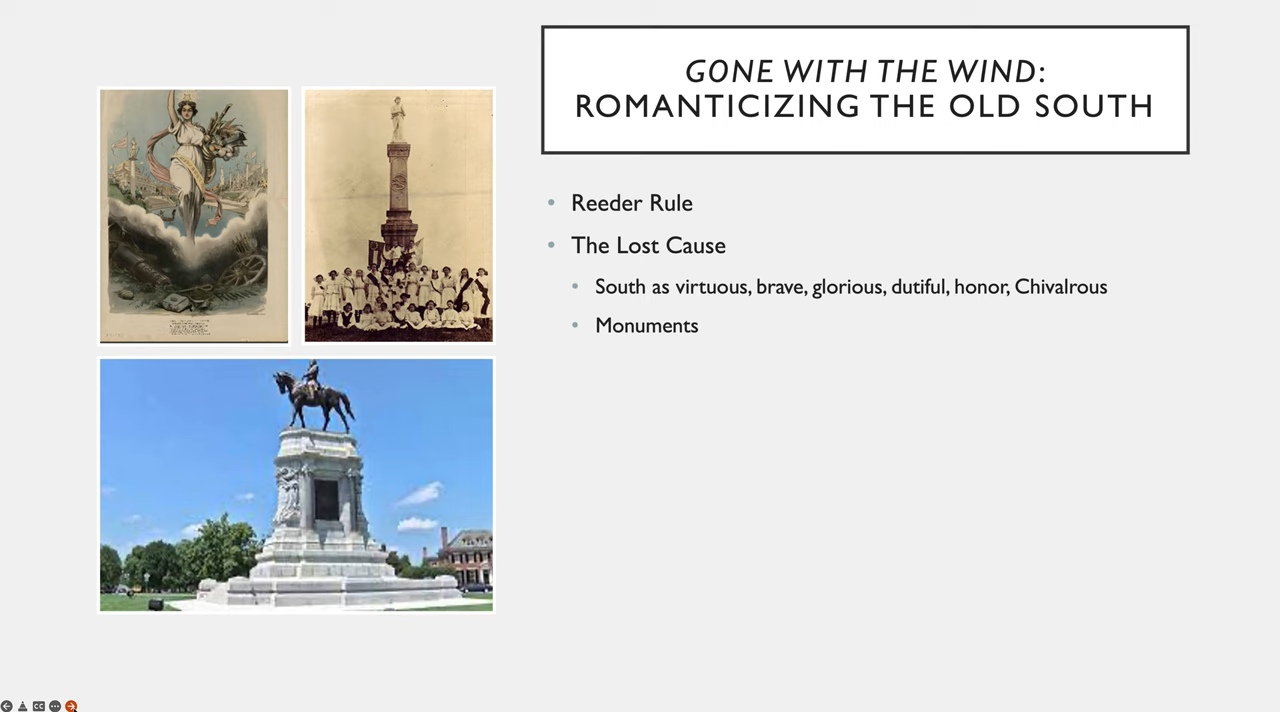 GONE WITH THE WIND:
ROMANTICIZING THE OLD SOUTH
• Reeder Rule
• The Lost Cause
• South as virtuous, brave, glorious, dutiful, honor, Chivalrous
• Monuments
CC